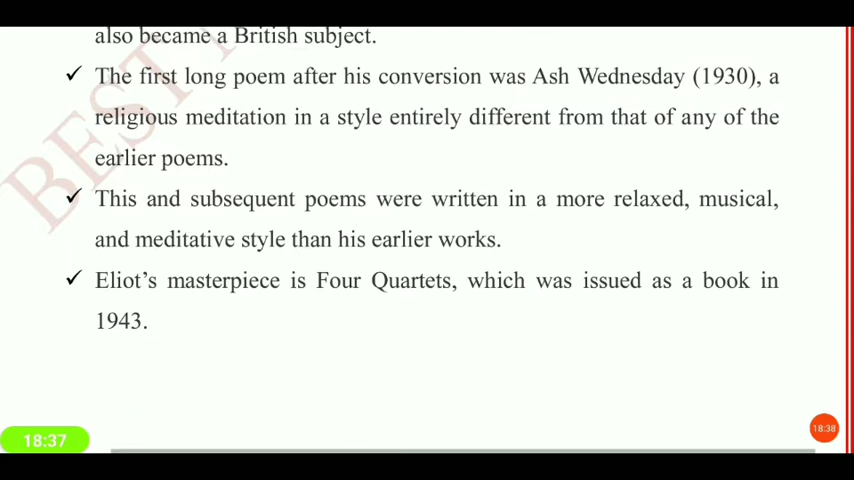 also became a British subject.
✓ The first long poem after his conversion was Ash Wednesday (1930), a
religious meditation in a style entirely different from that of any of the
earlier poems.
✓ This and subsequent poems were written in a more relaxed, musical,
and meditative style than his earlier works.
✓ Eliot's masterpiece is Four Quartets, which was issued as a book in
1943.
BEST
18:37
18:38